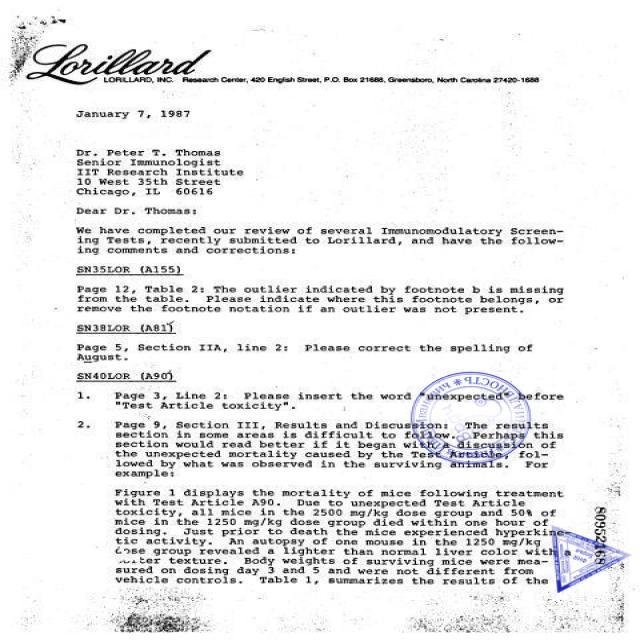 Lorillard
LORILLARD, INC. Research Center, 420 English Street, P.O. Box 21688, Greensboro, North Carolina 27420-1688
January 7, 1987
Dr. Peter T. Thomas
Senior Immunologist
IIT Research Institute
10 West 35th Street
Chicago, IL 60616
Dear Dr. Thomas:
We have completed our review of several Immunomodulatory Screen-
ing Tests, recently submitted to Lorillard, and have the follow-
ing comments and corrections:
SN35LOR (A155)
Page 12, Table 2: The outlier indicated by footnote b is missing
from the table. Please indicate where this footnote belongs, or
remove the footnote notation if an outlier was not present.
SN38LOR (A81)
Page 5, Section IIA, line 2: Please correct the spelling of
August.
SN40LOR (A90)
1. Page 3, Line 2: Please insert the word "unexpected" before
"Test Article toxicity".
2. Page 9, Section III, Results and Discussion: The results
section in some areas is difficult to follow. Perhaps this
section would read better if it began with a discussion of
the unexpected mortality caused by the Test Article, fol-
lowed by what was observed in the surviving animals. For
example:
Figure 1 displays the mortality of mice following treatment
with Test Article A90. Due to unexpected Test Article
toxicity, all mice in the 2500 mg/kg dose group and 50% of
mice in the 1250 mg/kg dose group died within one hour of
dosing. Just prior to death the mice experienced hyperkine
tic activity. An autopsy of one mouse in the 1250 mg/kg
dose group revealed a lighter than normal liver color with a
texture. Body weights of surviving mice were mea-
sured on dosing day 3 and 5 and were not different from
vehicle controls. Table 1, summarizes the results of the